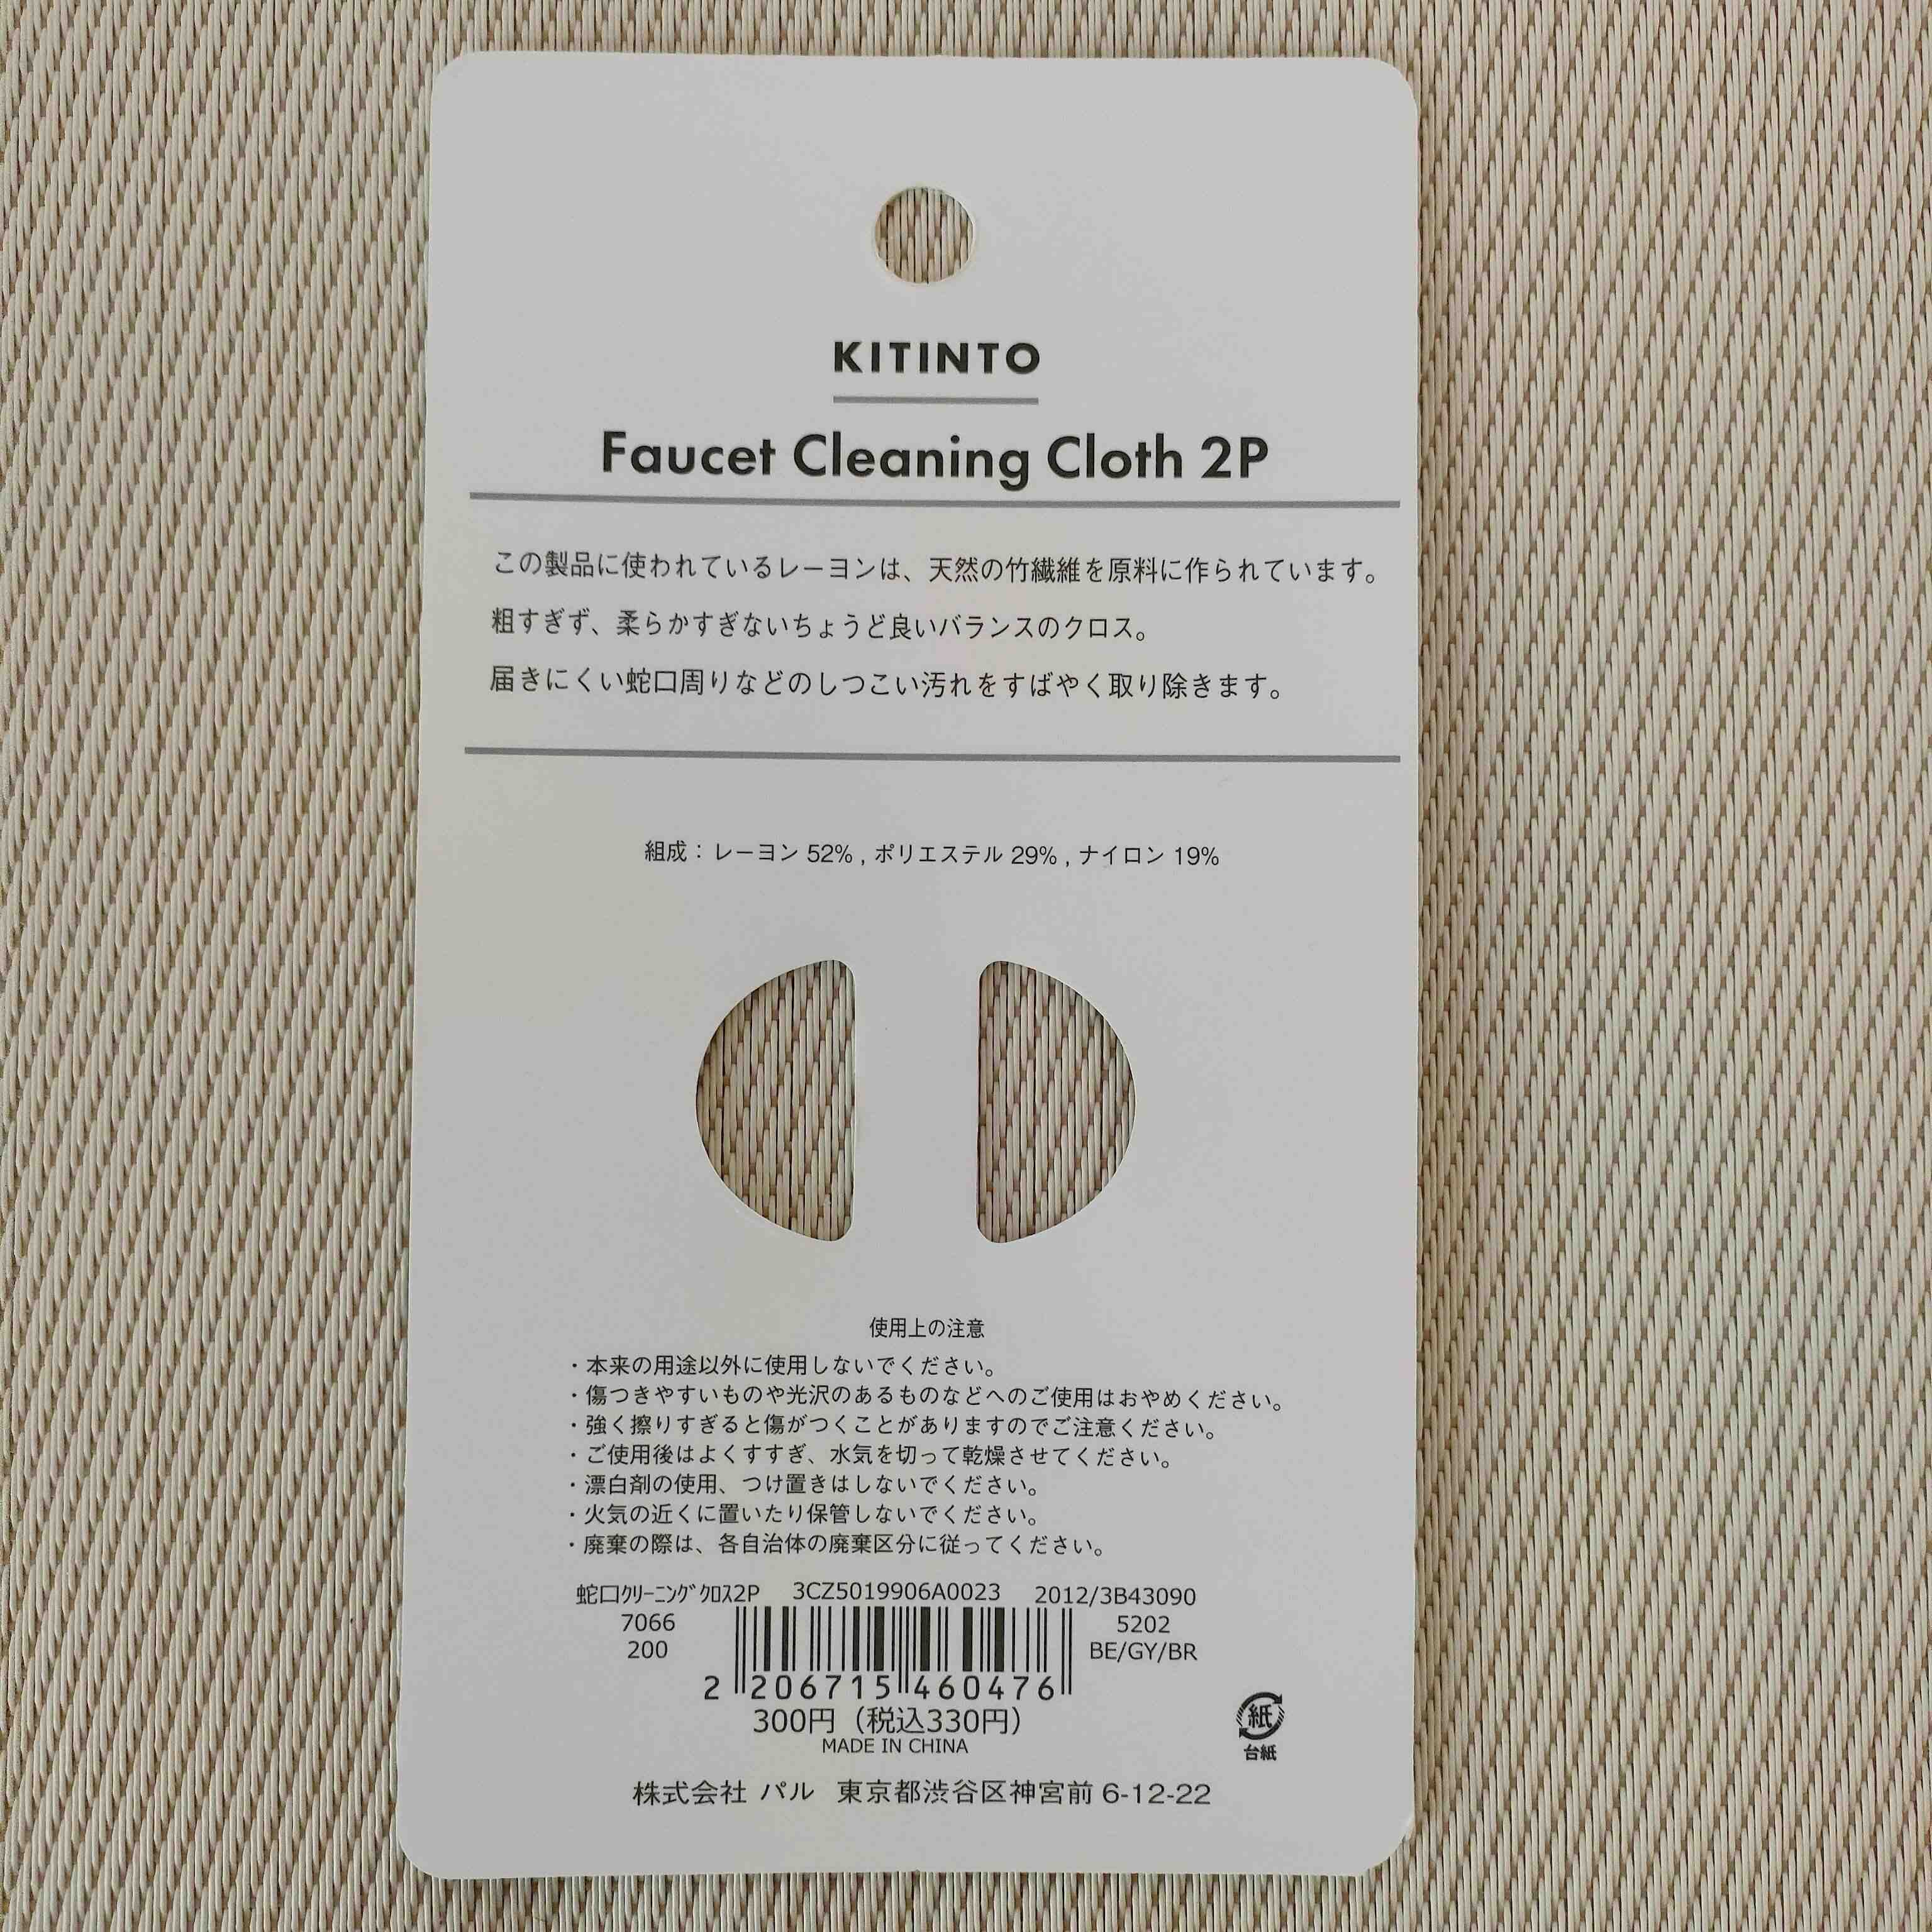 KITINTO
Faucet Cleaning Cloth 2P
この製品に使われているレーヨンは、天然の竹繊維を原料に作られています。
粗すぎず、柔らかすぎないちょうど良いバランスのクロス。
届きにくい蛇口周りなどのしつこい汚れをすばやく取り除きます。
組成：レーヨン 52% , ポリエステル 29% , ナイロン 19%
使用上の注意
・本来の用途以外に使用しないでください。
・傷つきやすいものや光沢のあるものなどへのご使用はおやめください。
・強く擦りすぎると傷がつくことがありますのでご注意ください。
・ご使用後はよくすすぎ、水気を切って乾燥させてください。
・漂白剤の使用、つけ置きはしないでください。
・火気の近くに置いたり保管しないでください。
・廃棄の際は、各自治体の廃棄区分に従ってください。
蛇口ｸﾘｰﾆﾝｸﾞｸﾛｽ2P 3CZ5019906A0023 2012/3B43090
7066 5202
200 BE/GY/BR
2 206715 460476
300円（税込330円）
MADE IN CHINA
紙
台紙
株式会社 パル 東京都渋谷区神宮前 6-12-22